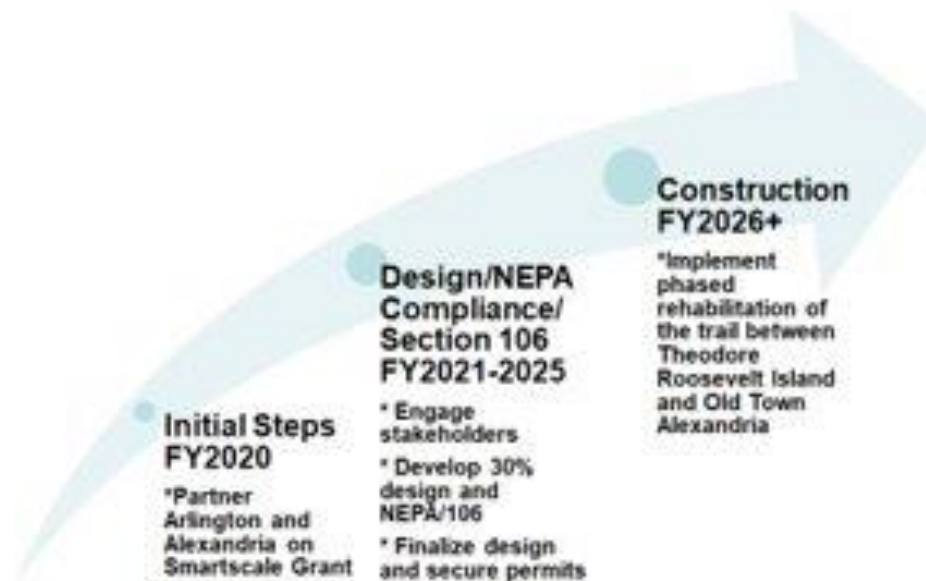 Initial Steps
FY2020
*Partner
Arlington and
Alexandria on
Smartscale Grant
Design/NEPA
Compliance/
Section 106
FY2021-2025
* Engage
stakeholders
* Develop 30%
design and
NEPA/106
* Finalize design
and secure permits
Construction
FY2026+
*Implement
phased
rehabilitation of
the trail between
Theodore
Roosevelt Island
and Old Town
Alexandria